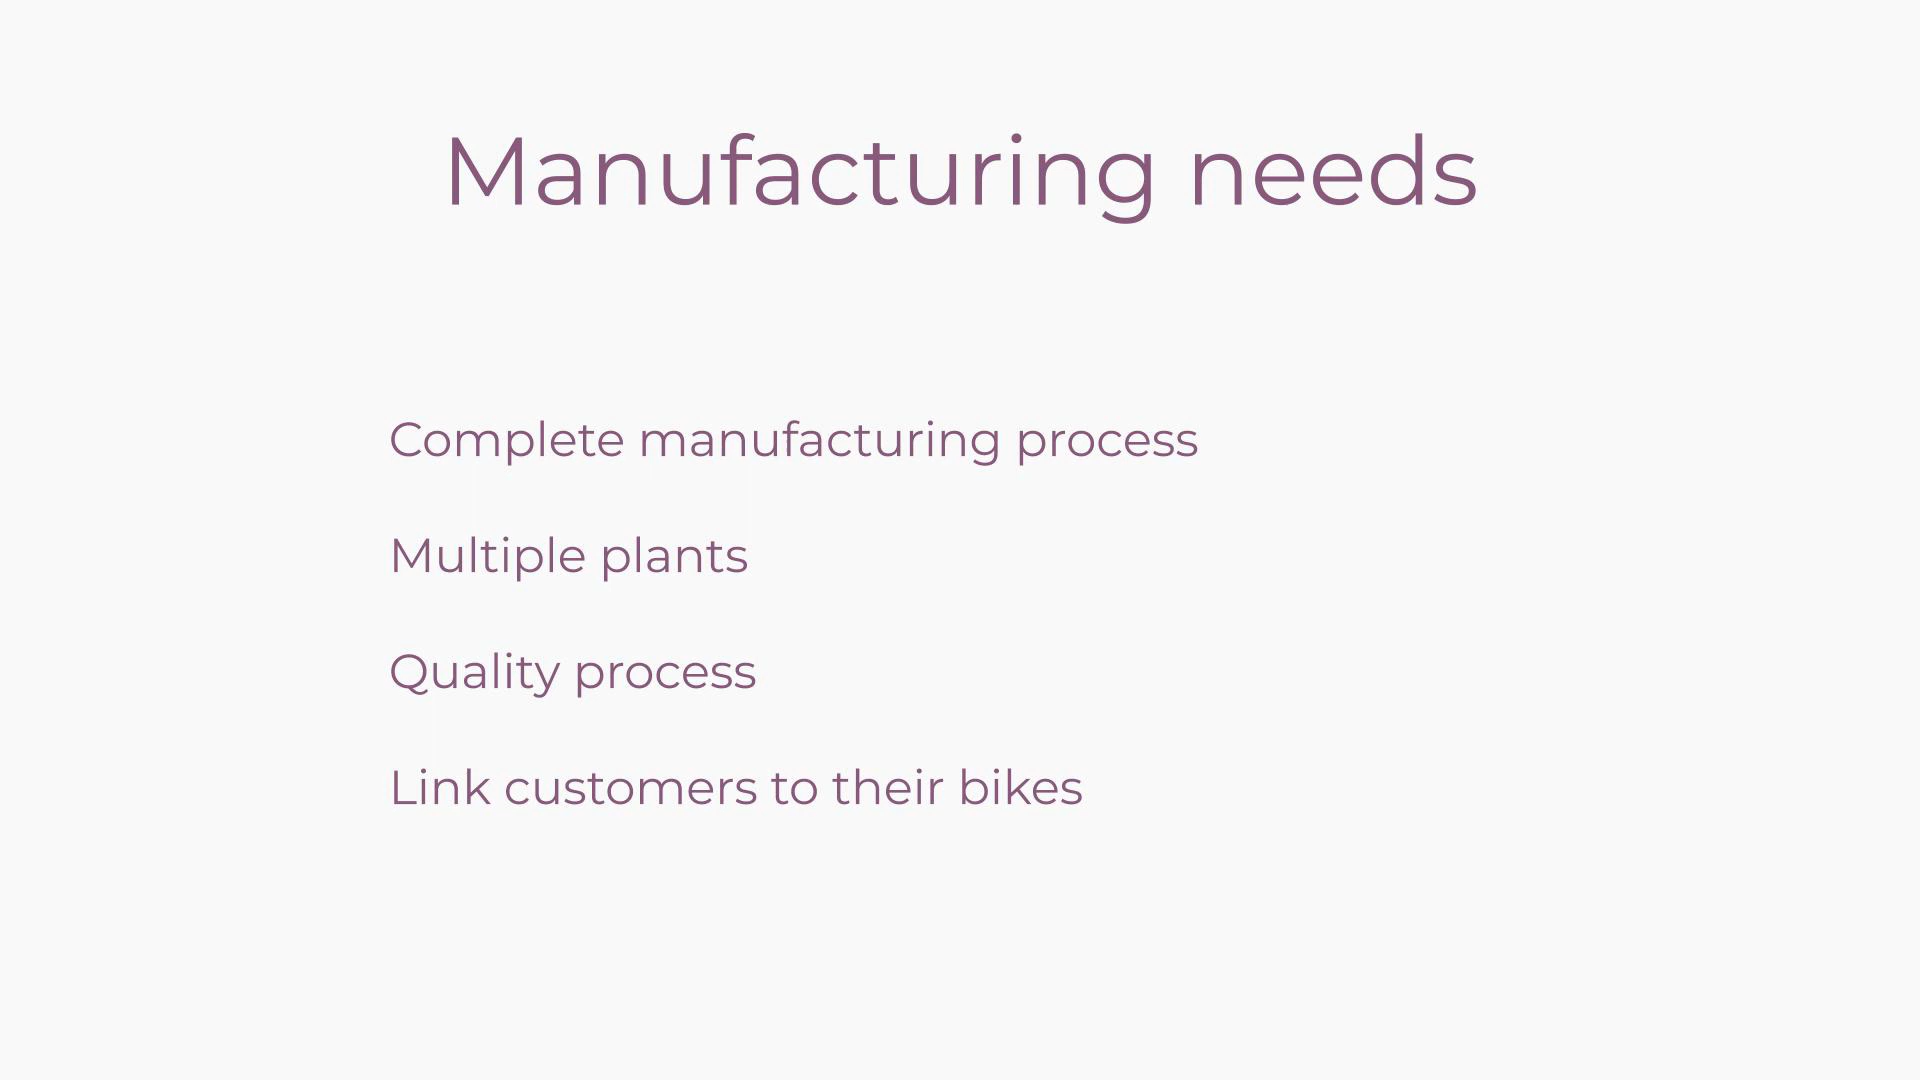 Manufacturing needs
Complete manufacturing process
Multiple plants
Quality process
Link customers to their bikes